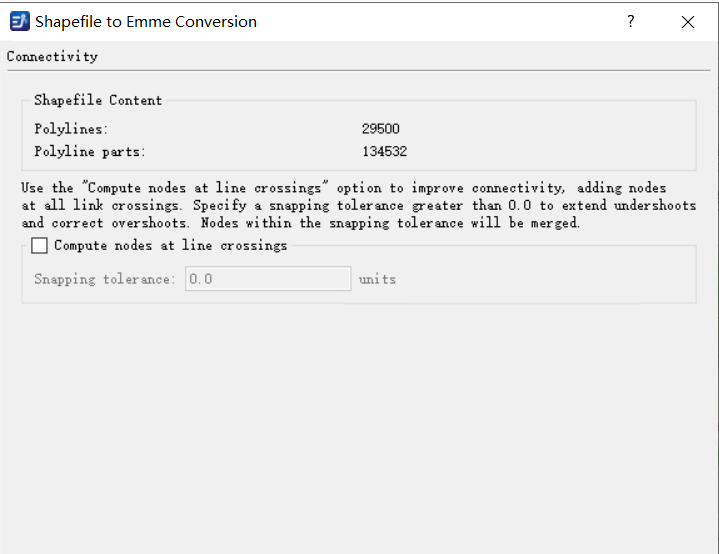 Shapefile to Emme Conversion
Connectivity
Shapefile Content
Polylines: 29500
Polyline parts: 134532
Use the "Compute nodes at line crossings" option to improve connectivity, adding nodes
at all link crossings. Specify a snapping tolerance greater than 0.0 to extend undershoots
and correct overshoots. Nodes within the snapping tolerance will be merged.
Compute nodes at line crossings
Snapping tolerance: 0.0 units